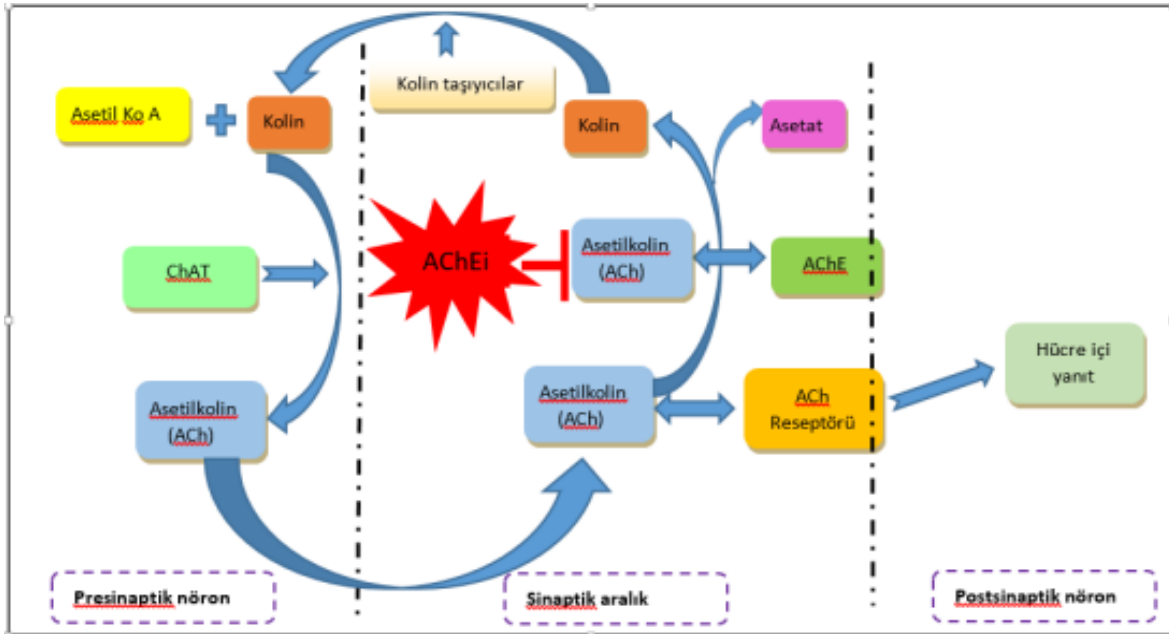 Kolin taşıyıcılar
Asetil Ko A
Kolin
Kolin
Asetat
AChEi
Asetilkolin
(ACh)
AChE
ChAT
Hücre içi
yanıt
Asetilkolin
(ACh)
Asetilkolin
(ACh)
ACh
Reseptörü
Presinaptik nöron
Sinaptik aralık
Postsinaptik nöron